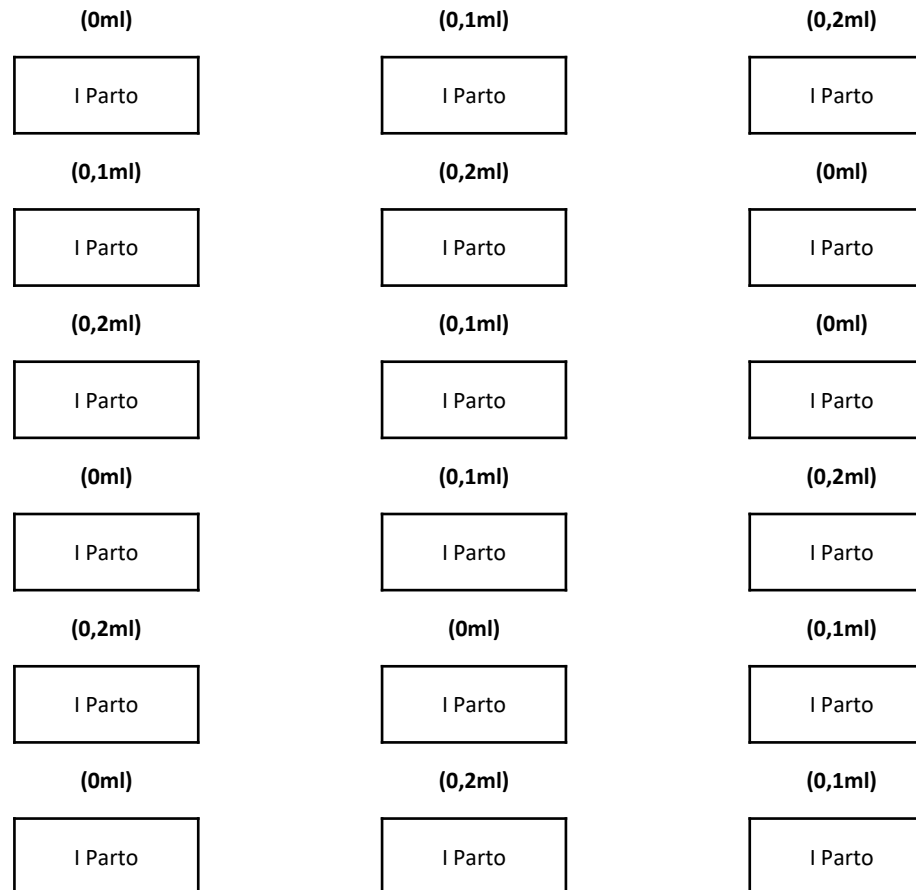 (0ml) (0,1ml) (0,2ml)
I Parto I Parto I Parto
(0,1ml) (0,2ml) (0ml)
I Parto I Parto I Parto
(0,2ml) (0,1ml) (0ml)
I Parto I Parto I Parto
(0ml) (0,1ml) (0,2ml)
I Parto I Parto I Parto
(0,2ml) (0ml) (0,1ml)
I Parto I Parto I Parto
(0ml) (0,2ml) (0,1ml)
I Parto I Parto I Parto